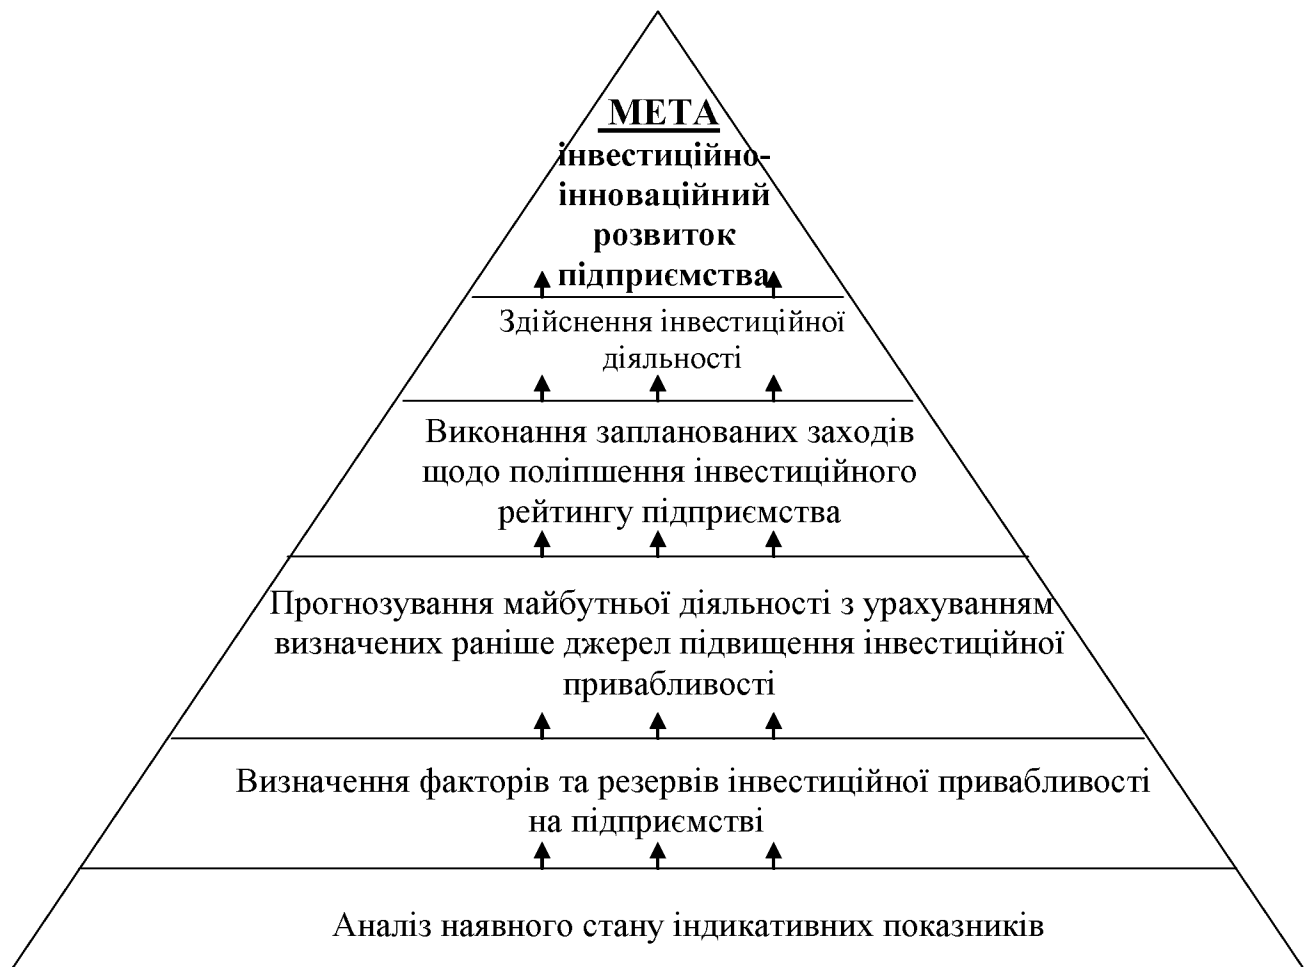 МЕТА
інвестиційно-
інноваційний
розвиток
підприємства
Здійснення інвестиційної
діяльності
Виконання запланованих заходів
щодо поліпшення інвестиційного
рейтингу підприємства
Прогнозування майбутньої діяльності з урахуванням
визначених раніше джерел підвищення інвестиційної
привабливості
Визначення факторів та резервів інвестиційної привабливості
на підприємстві
Аналіз наявного стану індикативних показників